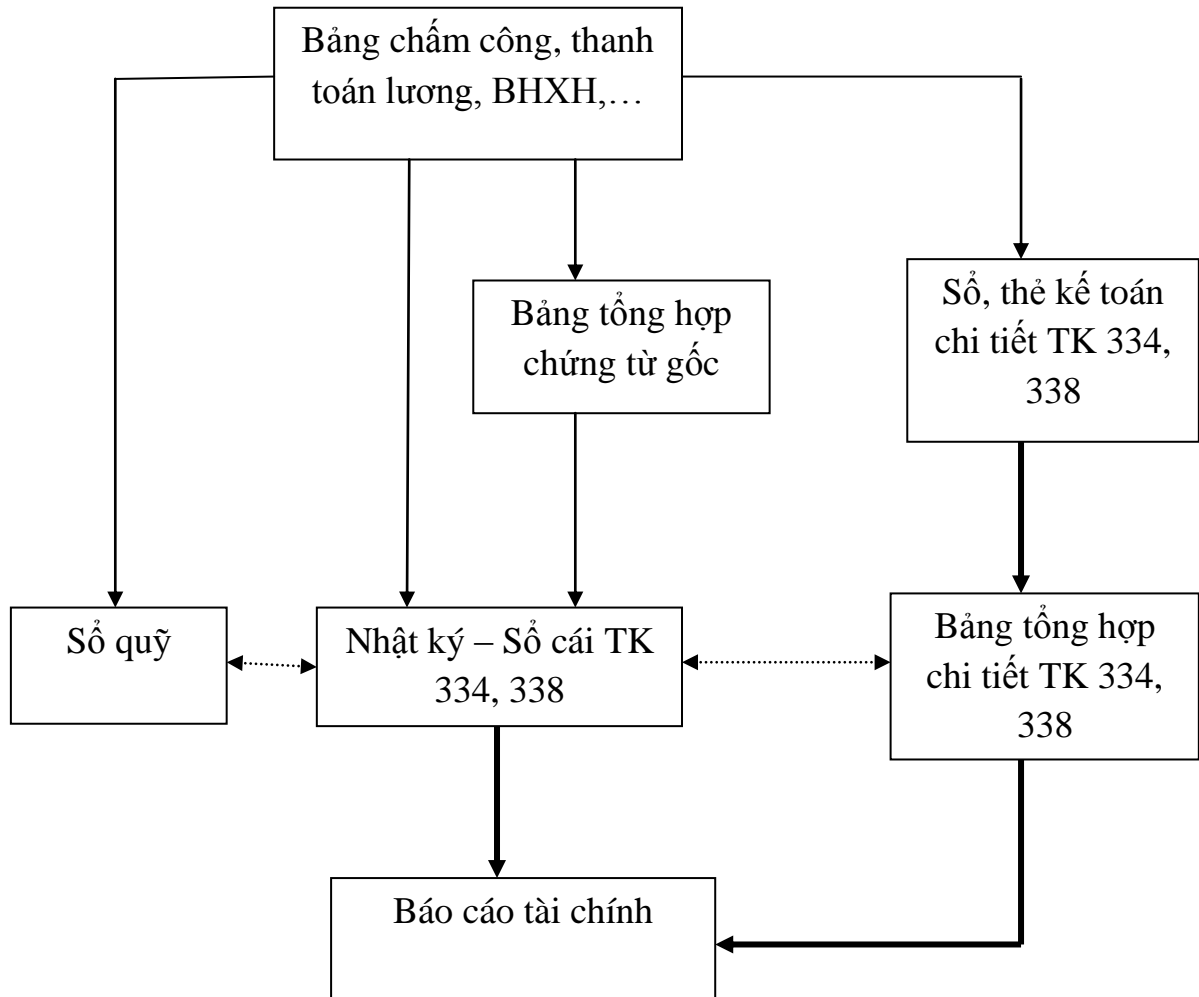 Bảng chấm công, thanh
toán lương, BHXH,…
Bảng tổng hợp
chứng từ gốc
Sổ, thẻ kế toán
chi tiết TK 334,
338
Sổ quỹ
Nhật ký – Sổ cái TK
334, 338
Bảng tổng hợp
chi tiết TK 334,
338
Báo cáo tài chính